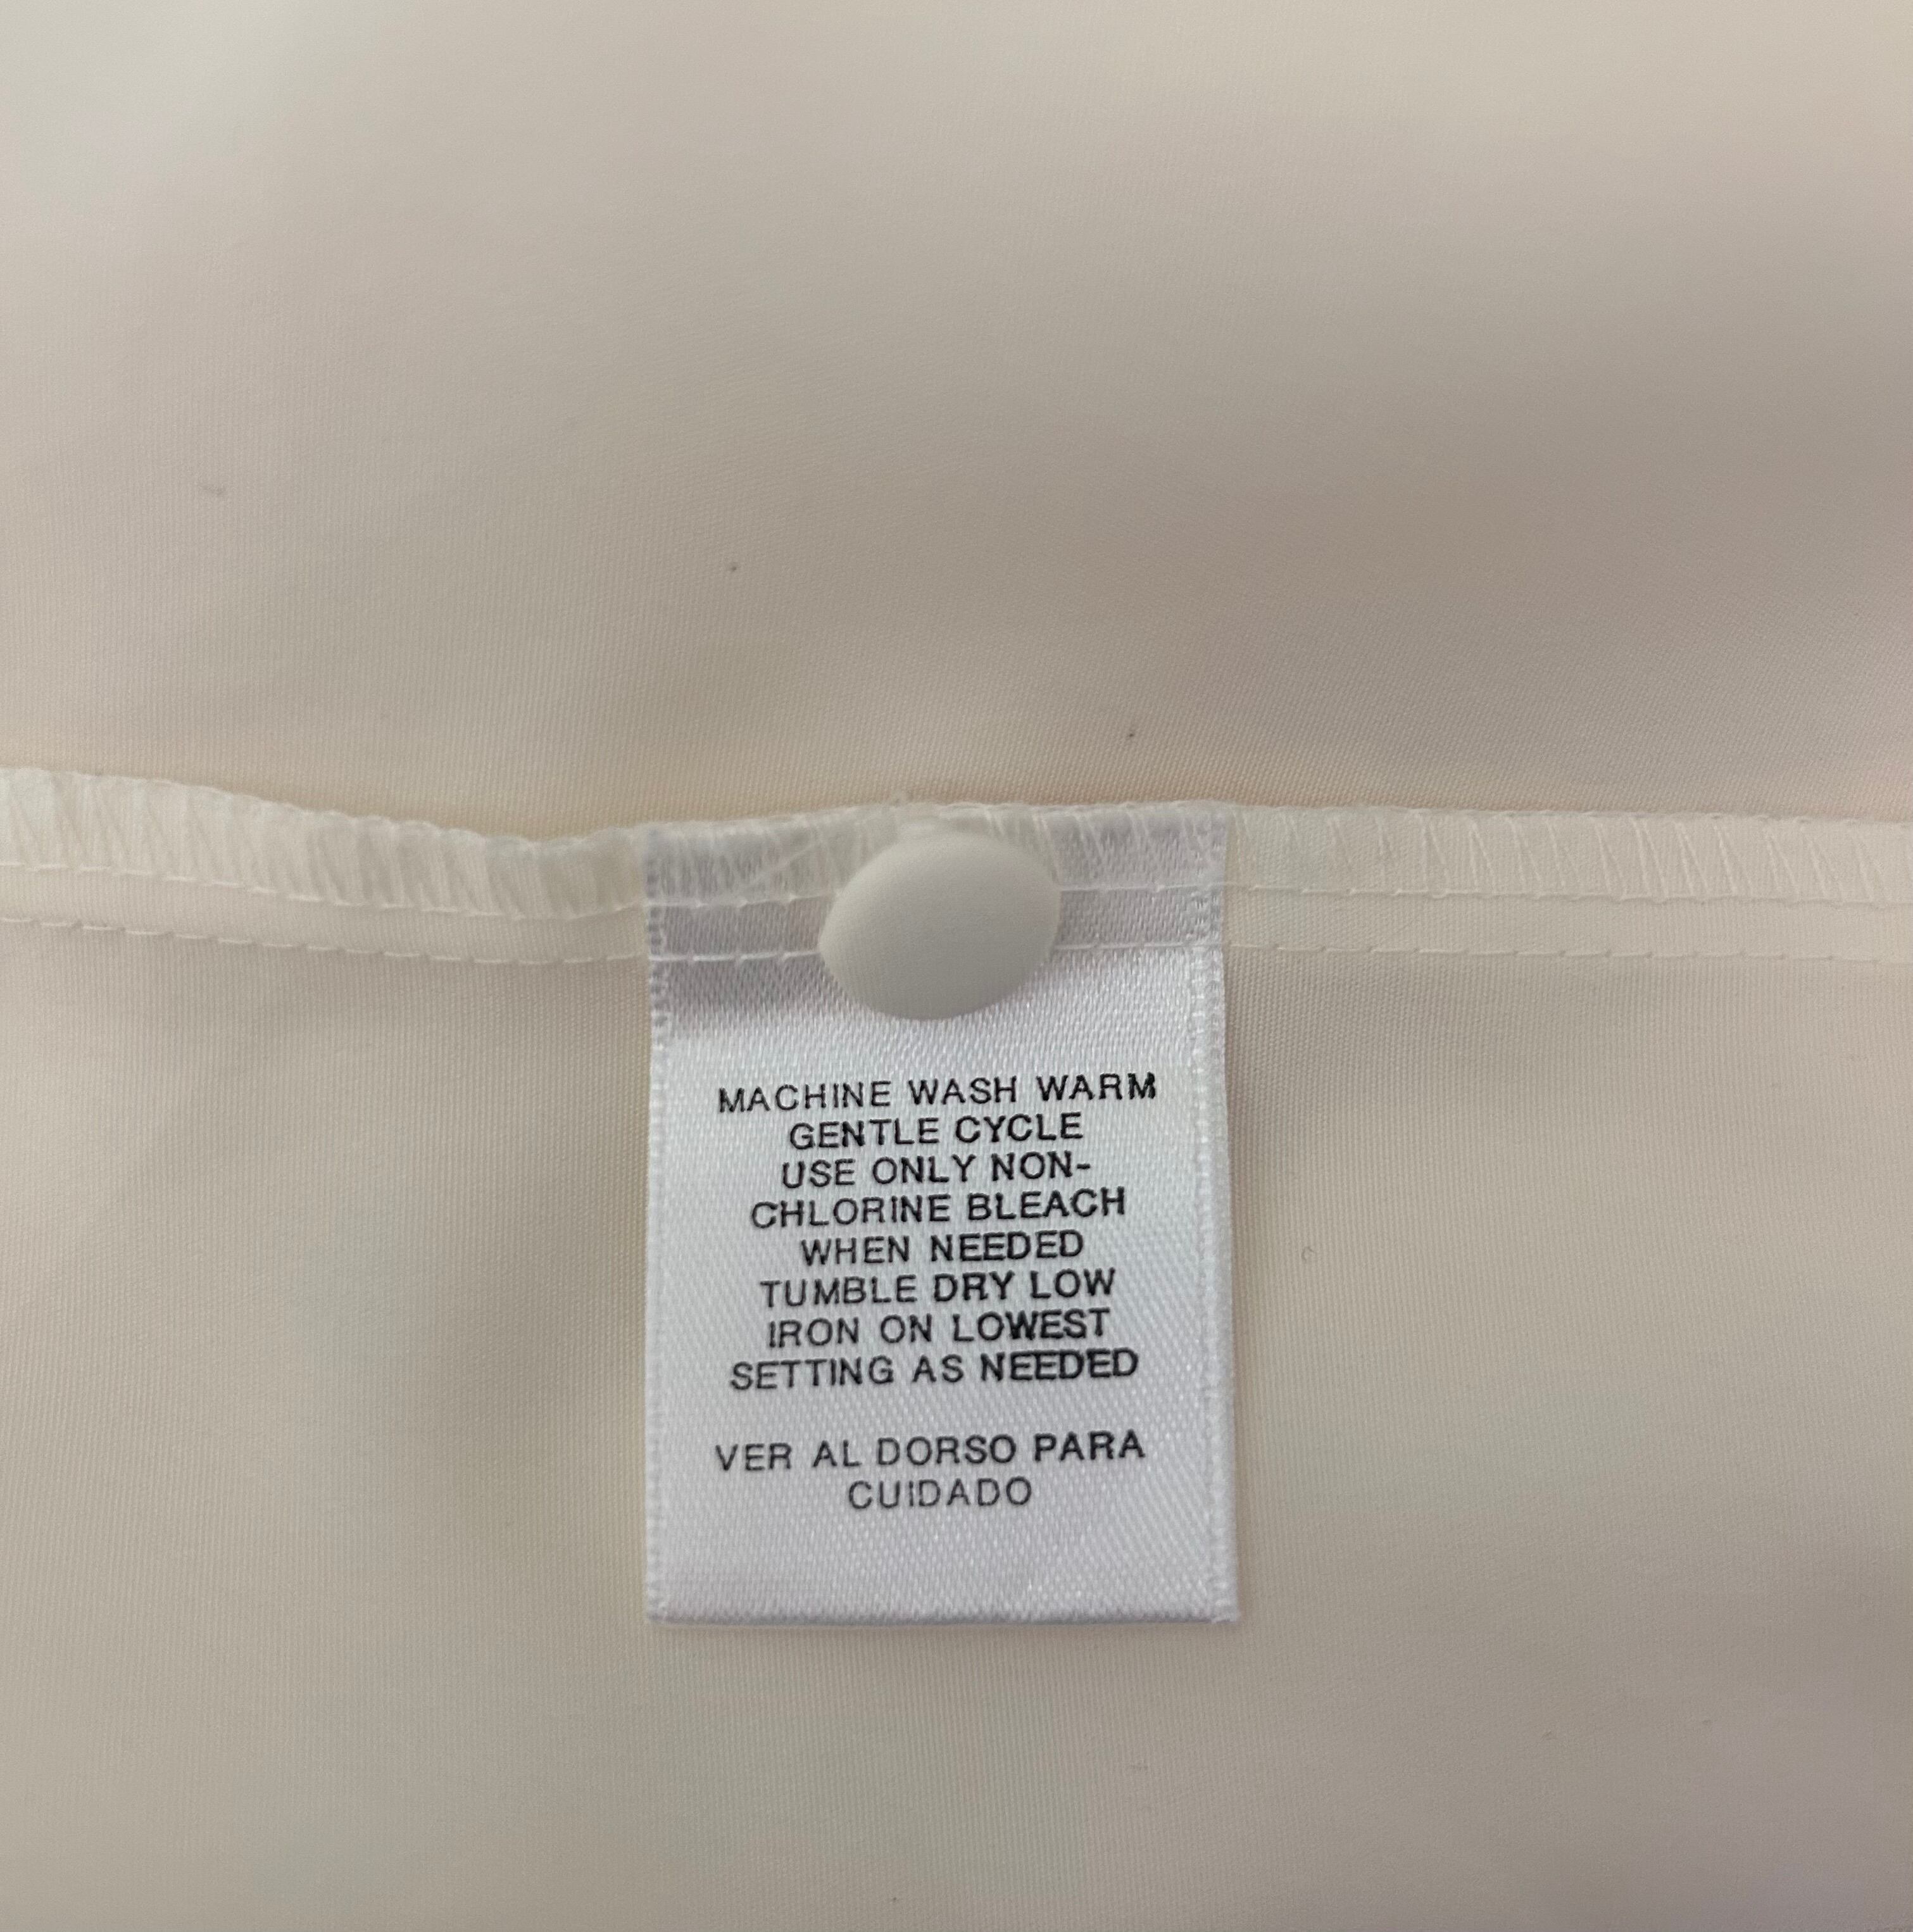 MACHINE WASH WARM
GENTLE CYCLE
USE ONLY NON-
CHLORINE BLEACH
WHEN NEEDED
TUMBLE DRY LOW
IRON ON LOWEST
SETTING AS NEEDED
VER AL DORSO PARA
CUIDADO